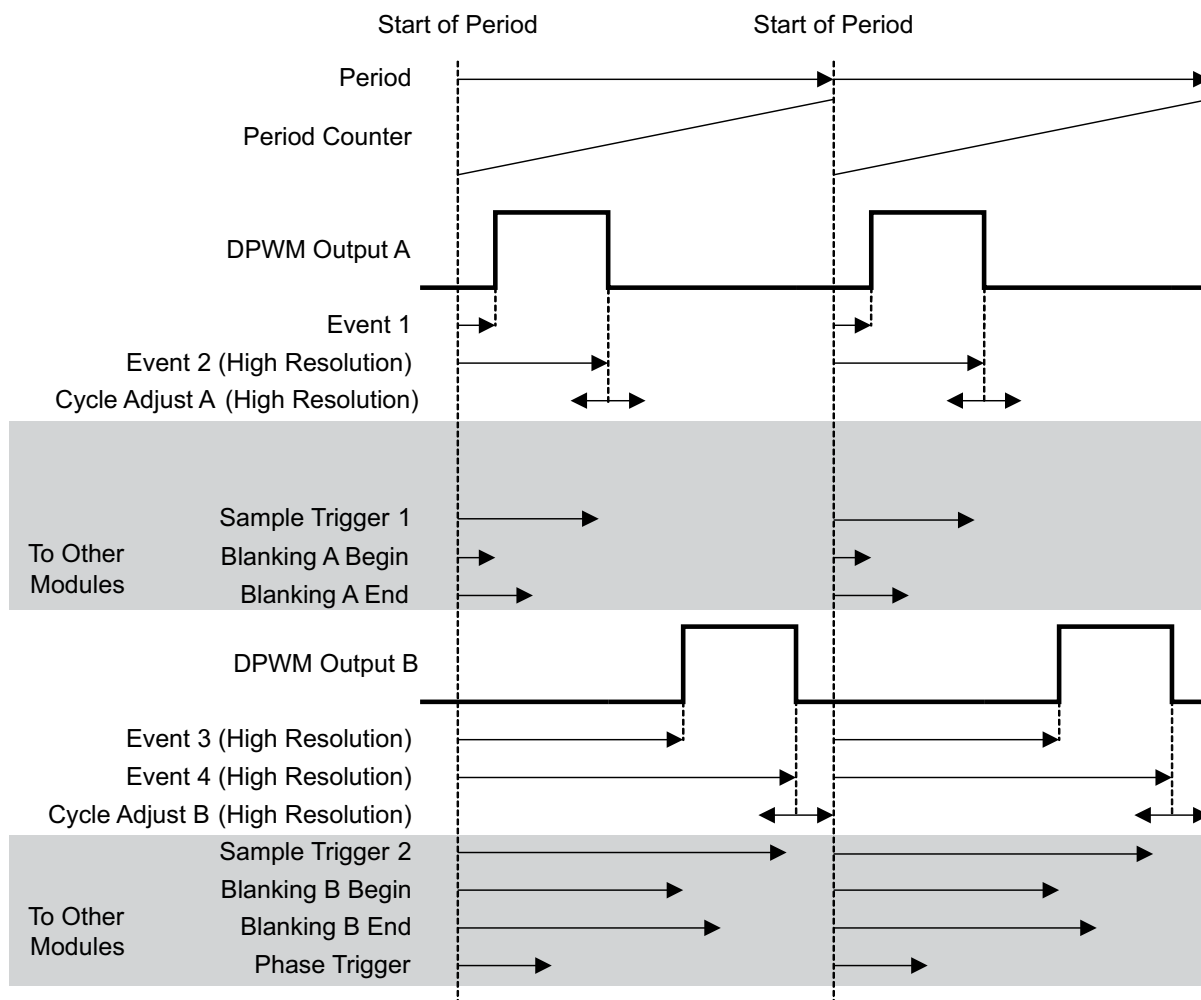 Start of Period
Start of Period
Period
Period Counter
DPWM Output A
Event 1
Event 2 (High Resolution)
Cycle Adjust A (High Resolution)
To Other
Modules
Sample Trigger 1
Blanking A Begin
Blanking A End
DPWM Output B
Event 3 (High Resolution)
Event 4 (High Resolution)
Cycle Adjust B (High Resolution)
To Other
Modules
Sample Trigger 2
Blanking B Begin
Blanking B End
Phase Trigger